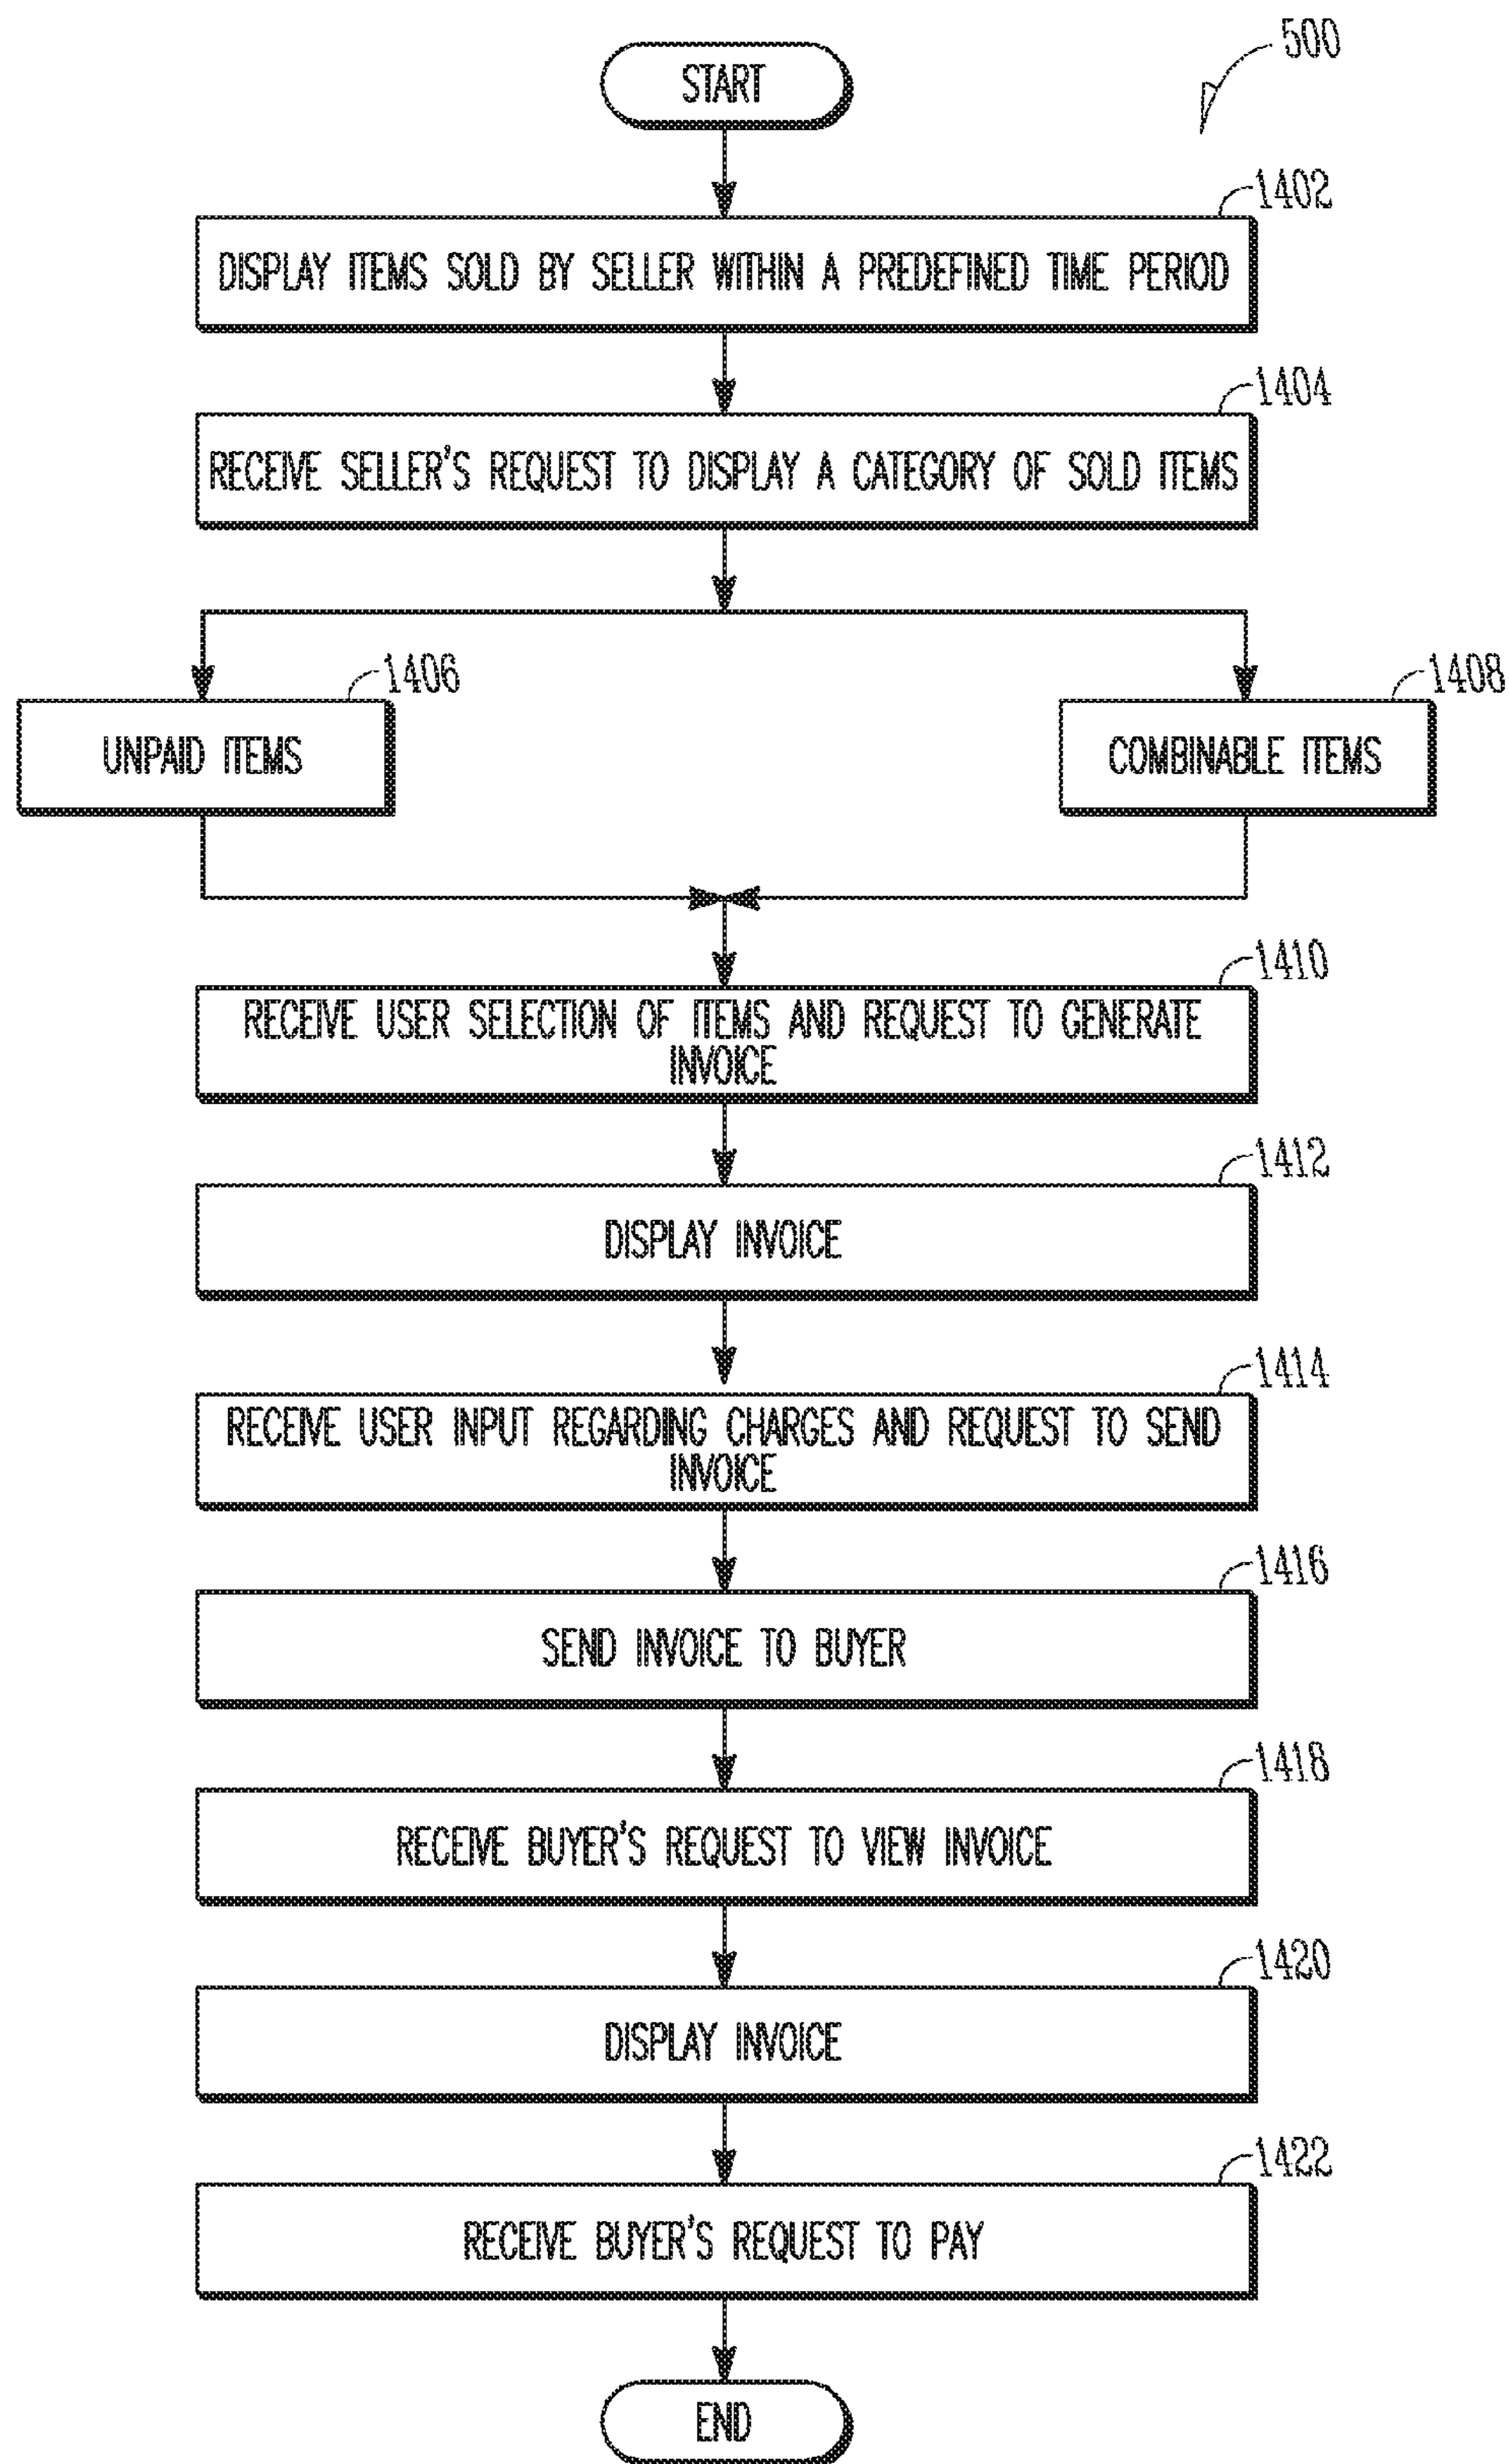 500
START
1402
DISPLAY ITEMS SOLD BY SELLER WITHIN A PREDEFINED TIME PERIOD
1404
RECEIVE SELLER'S REQUEST TO DISPLAY A CATEGORY OF SOLD ITEMS
1406
UNPAID ITEMS
1408
COMBINABLE ITEMS
1410
RECEIVE USER SELECTION OF ITEMS AND REQUEST TO GENERATE
INVOICE
1412
DISPLAY INVOICE
1414
RECEIVE USER INPUT REGARDING CHARGES AND REQUEST TO SEND
INVOICE
1416
SEND INVOICE TO BUYER
1418
RECEIVE BUYER'S REQUEST TO VIEW INVOICE
1420
DISPLAY INVOICE
1422
RECEIVE BUYER'S REQUEST TO PAY
END